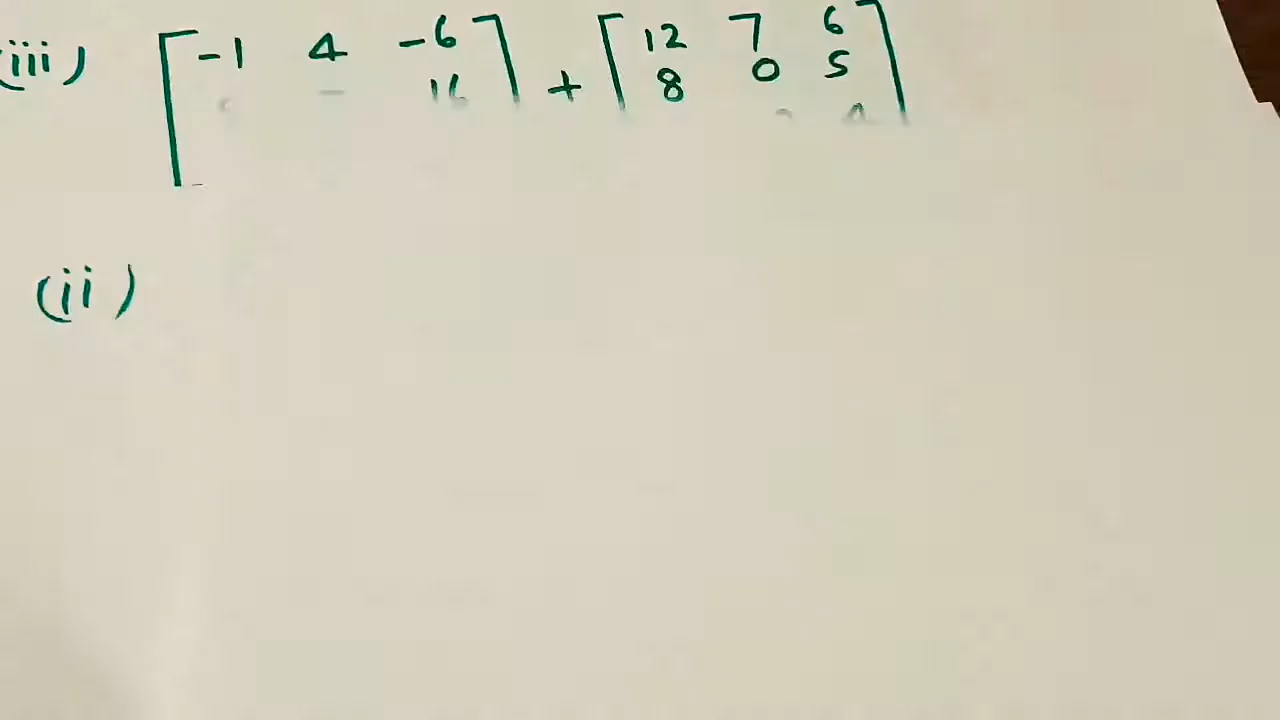 (iii) [ -1 4 -6 ] + [ 12 7 6 ]
16 8 0 5
(ii)